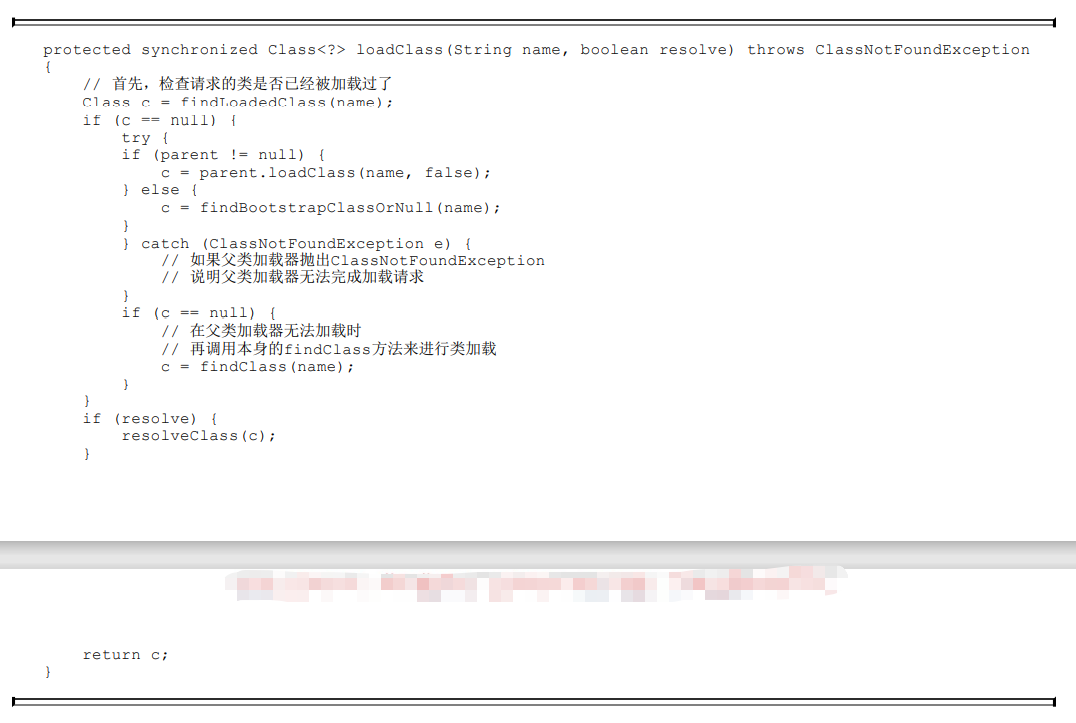 protected synchronized Class<?> loadClass(String name, boolean resolve) throws ClassNotFoundException
{
    // 首先，检查请求的类是否已经被加载过了
    Class c = findLoadedClass(name);
    if (c == null) {
        try {
        if (parent != null) {
            c = parent.loadClass(name, false);
        } else {
            c = findBootstrapClassOrNull(name);
        }
        } catch (ClassNotFoundException e) {
            // 如果父类加载器抛出ClassNotFoundException
            // 说明父类加载器无法完成加载请求
        }
        if (c == null) {
            // 在父类加载器无法加载时
            // 再调用本身的findClass方法来进行类加载
            c = findClass(name);
        }
    }
    if (resolve) {
        resolveClass(c);
    }
    return c;
}